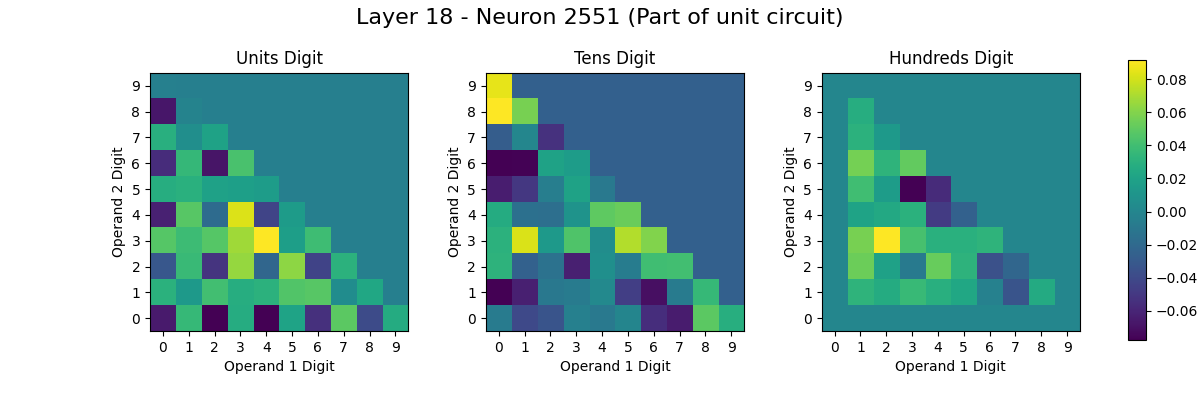 Layer 18 - Neuron 2551 (Part of unit circuit)
Units Digit
Tens Digit
Hundreds Digit
Operand 2 Digit
9
8
7
6
5
4
3
2
1
0
0 1 2 3 4 5 6 7 8 9
Operand 1 Digit
Operand 2 Digit
9
8
7
6
5
4
3
2
1
0
0 1 2 3 4 5 6 7 8 9
Operand 1 Digit
Operand 2 Digit
9
8
7
6
5
4
3
2
1
0
0 1 2 3 4 5 6 7 8 9
Operand 1 Digit
0.08
0.06
0.04
0.02
0.00
−0.02
−0.04
−0.06